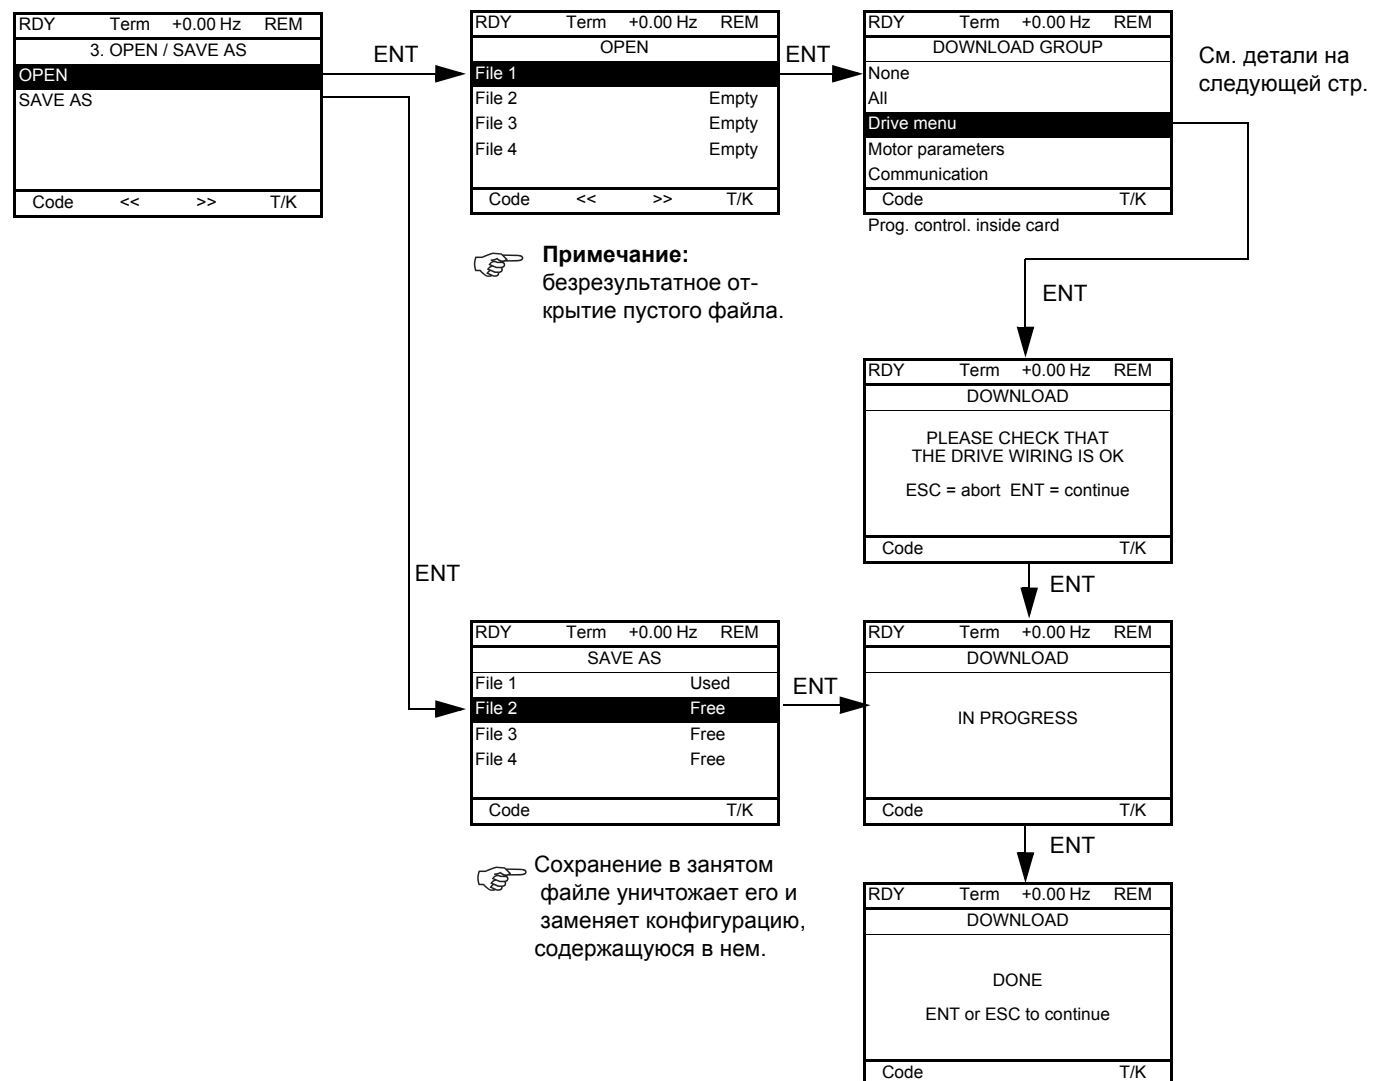 RDY Term +0.00 Hz REM
3. OPEN / SAVE AS
OPEN
SAVE AS
Code << >> T/K
ENT
RDY Term +0.00 Hz REM
OPEN
File 1
File 2 Empty
File 3 Empty
File 4 Empty
Code << >> T/K
ENT
RDY Term +0.00 Hz REM
DOWNLOAD GROUP
None
All
Drive menu
Motor parameters
Communication
Code T/K
Prog. control. inside card
См. детали на
следующей стр.
Примечание:
безрезультатное от-
крытие пустого файла.
ENT
RDY Term +0.00 Hz REM
DOWNLOAD
PLEASE CHECK THAT
THE DRIVE WIRING IS OK
ESC = abort ENT = continue
Code T/K
ENT
ENT
RDY Term +0.00 Hz REM
SAVE AS
File 1 Used
File 2 Free
File 3 Free
File 4 Free
Code T/K
ENT
RDY Term +0.00 Hz REM
DOWNLOAD
IN PROGRESS
Code T/K
ENT
Сохранение в занятом
файле уничтожает его и
заменяет конфигурацию,
содержащуюся в нем.
RDY Term +0.00 Hz REM
DOWNLOAD
DONE
ENT or ESC to continue
Code T/K